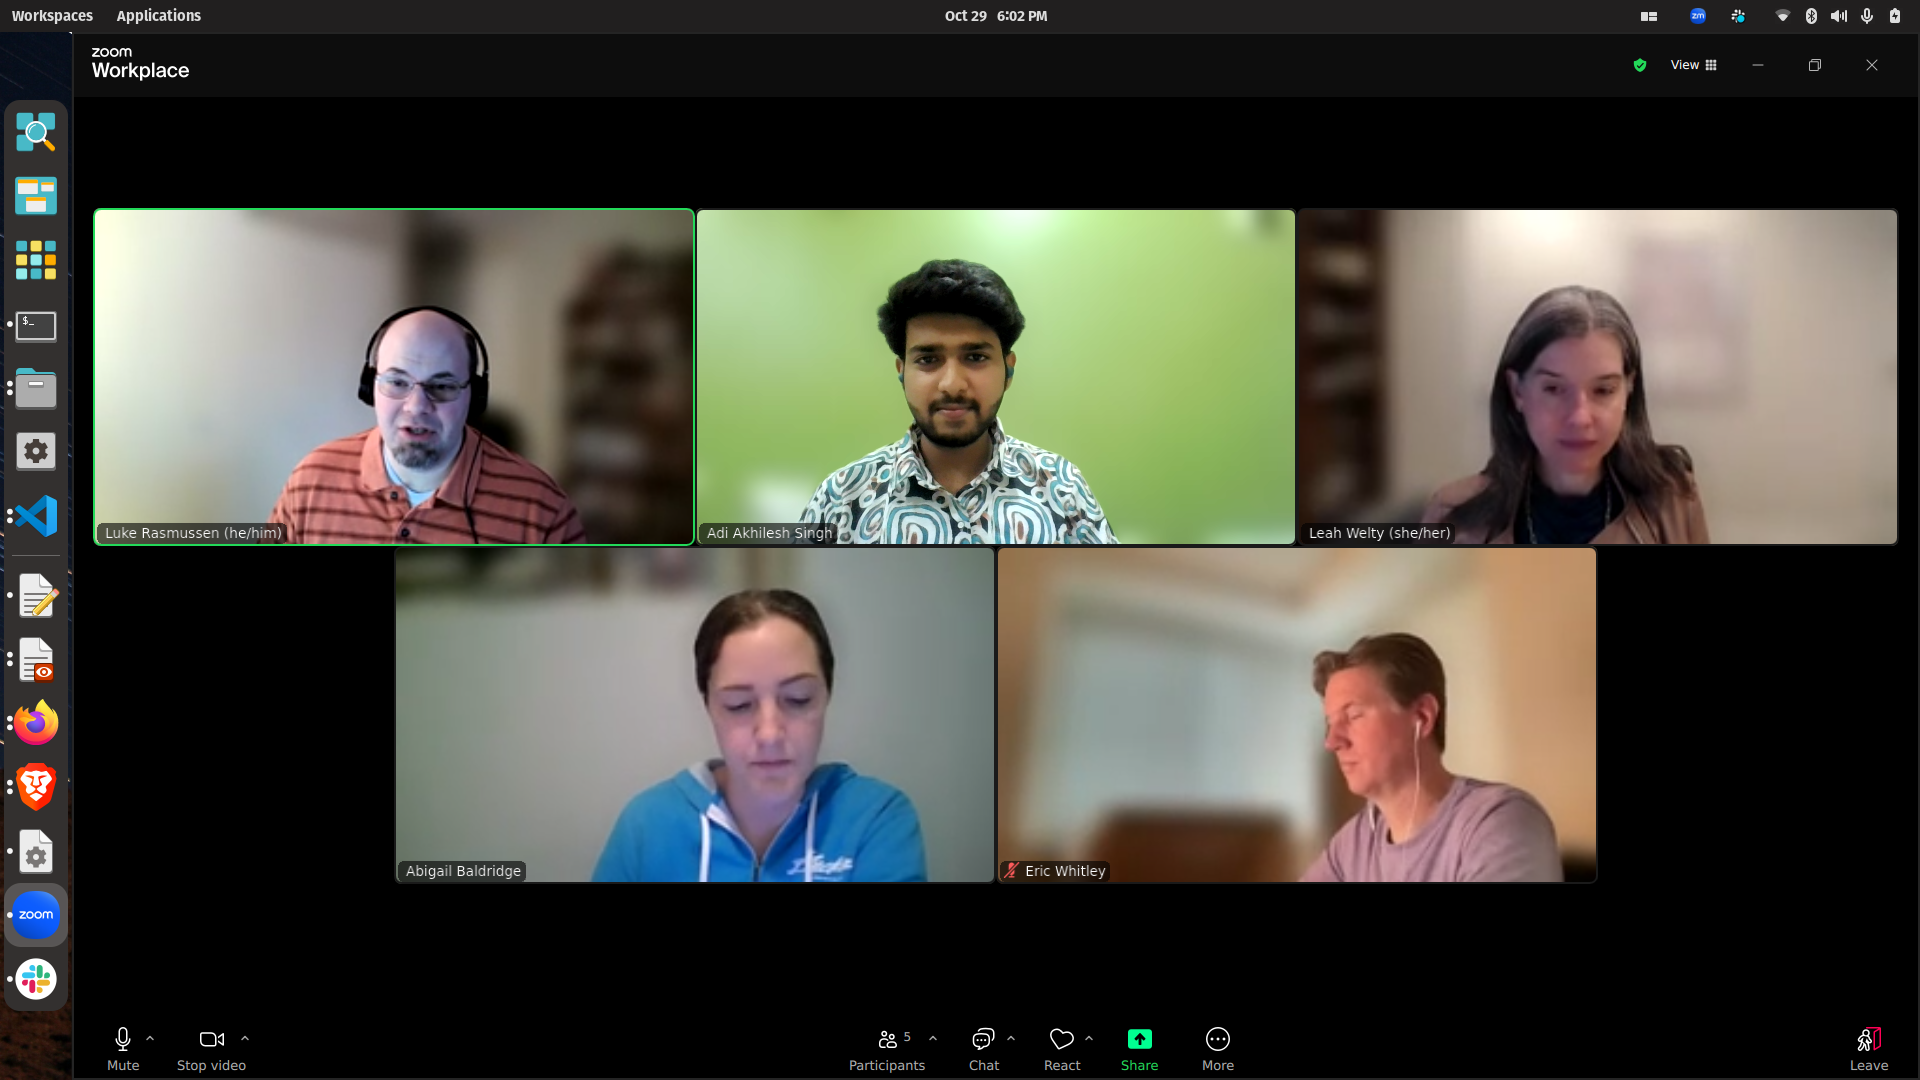 Workspaces Applications Oct 29 6:02 PM zm
zoom
Workplace
View
$_
Luke Rasmussen (he/him)
Adi Akhilesh Singh
Leah Welty (she/her)
Abigail Baldridge
Eric Whitley
zoom
5
Mute Stop video Participants Chat React Share More Leave